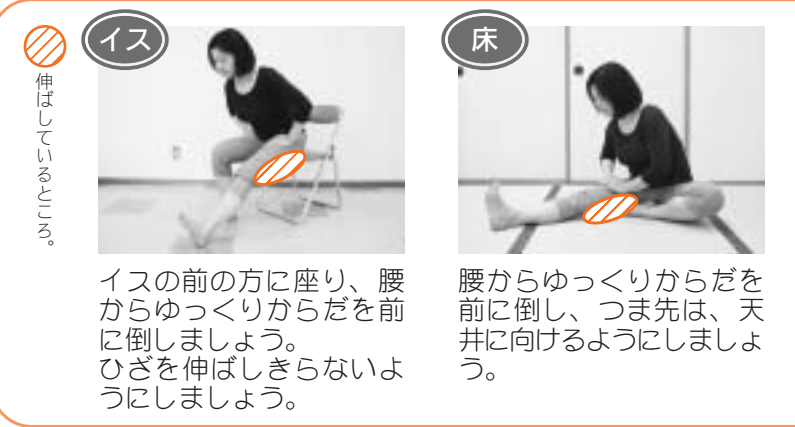 伸ばしているところ。
イス
イスの前の方に座り、腰
からゆっくりからだを前
に倒しましょう。
ひざを伸ばしきらないよ
うにしましょう。
床
腰からゆっくりからだを
前に倒し、つま先は、天
井に向けるようにしましょ
う。